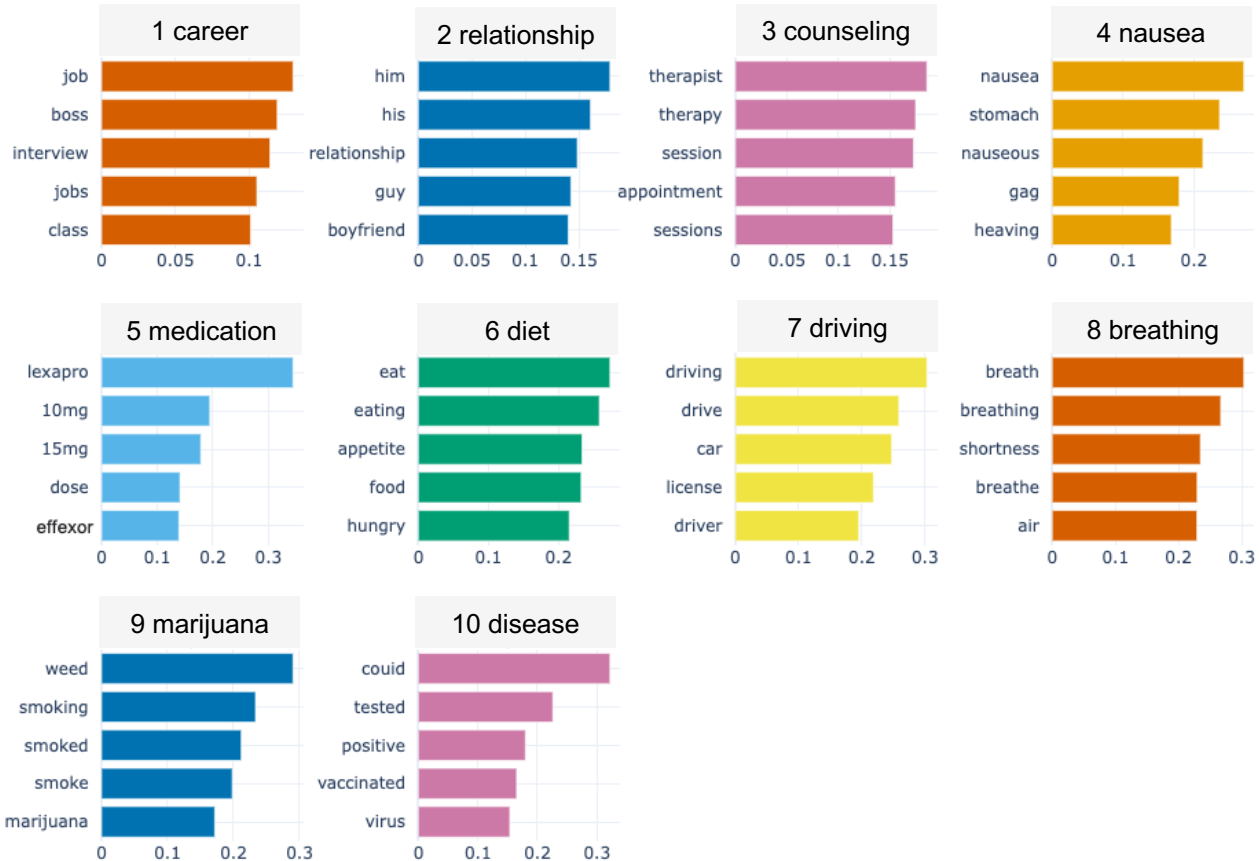 1 career
job
boss
interview
jobs
class
0 0.05 0.1
2 relationship
him
his
relationship
guy
boyfriend
0 0.05 0.1 0.15
3 counseling
therapist
therapy
session
appointment
sessions
0 0.05 0.1 0.15
4 nausea
nausea
stomach
nauseous
gag
heaving
0 0.1 0.2
5 medication
lexapro
10mg
15mg
dose
effexor
0 0.1 0.2 0.3
6 diet
eat
eating
appetite
food
hungry
0 0.1 0.2
7 driving
driving
drive
car
license
driver
0 0.1 0.2 0.3
8 breathing
breath
breathing
shortness
breathe
air
0 0.1 0.2 0.3
9 marijuana
weed
smoking
smoked
smoke
marijuana
0 0.1 0.2 0.3
10 disease
couid
tested
positive
vaccinated
virus
0 0.1 0.2 0.3